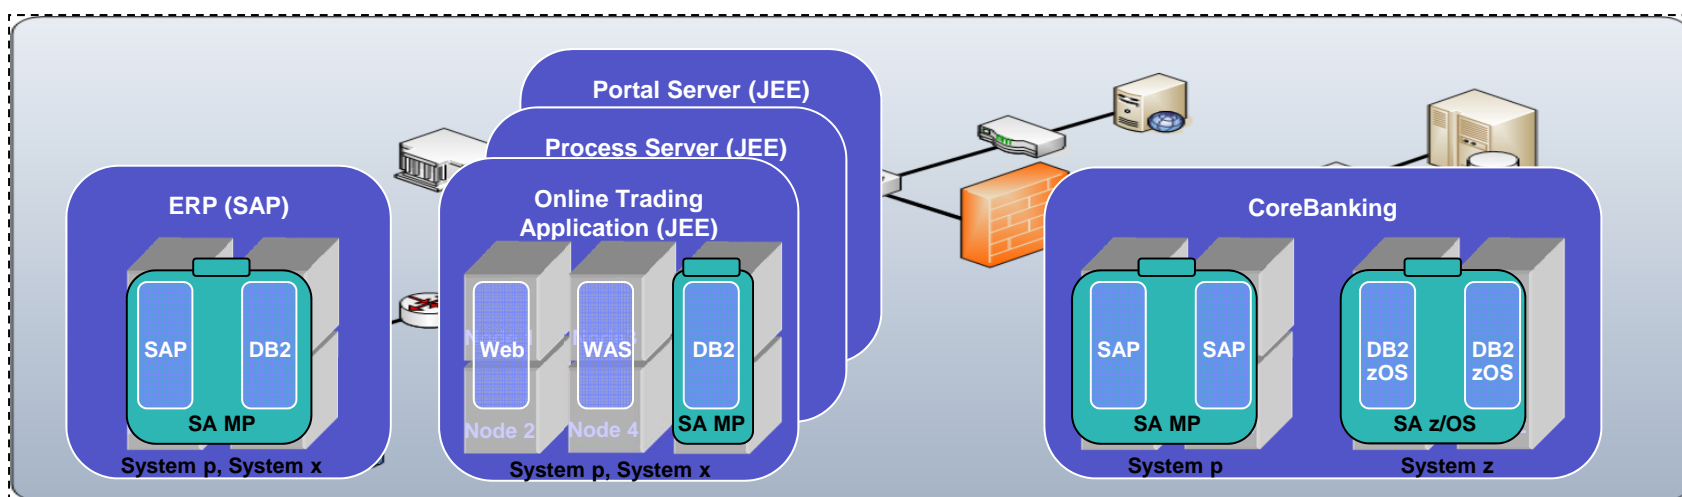 Portal Server (JEE)
Process Server (JEE)
Online Trading
Application (JEE)
ERP (SAP)
CoreBanking
SAP
DB2
SA MP
System p, System x
Web
Node 2
WAS
Node 4
DB2
SA MP
System p, System x
SAP
SAP
SA MP
System p
DB2
zOS
DB2
zOS
SA z/OS
System z